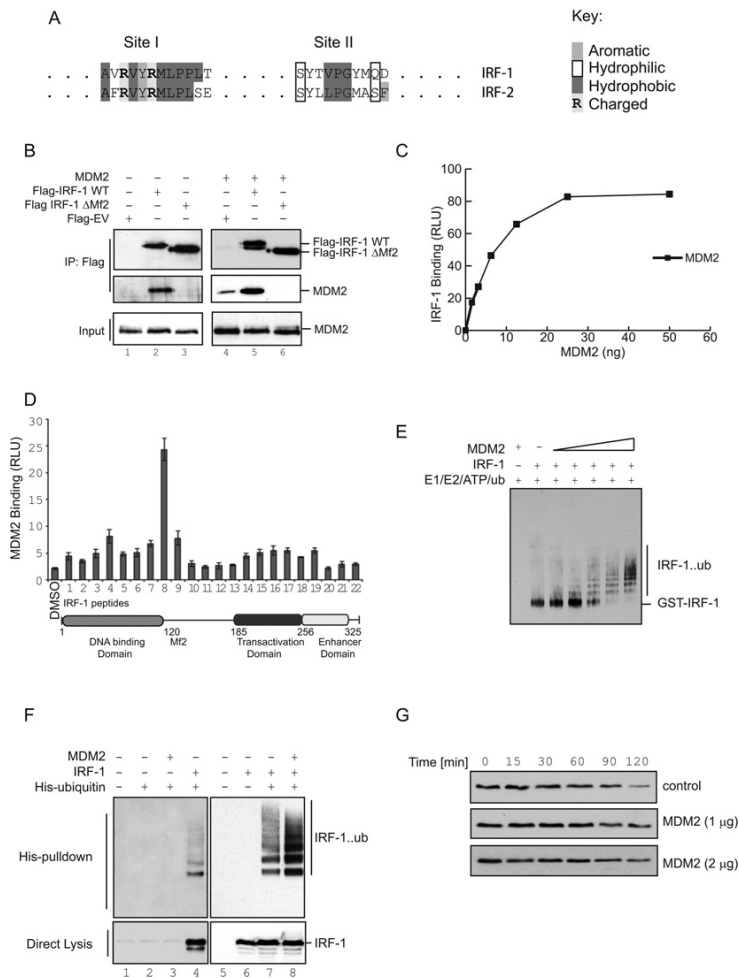 A
Key:
Site I
Site II
Aromatic
Hydrophilic
Hydrophobic
R Charged
. . . . AVRVYRMLPPLT . . . . . SYTVPGYMQD . . . . IRF-1
. . . . AFRVYRMLPLSE . . . . . SYLLPGMASF . . . . IRF-2
B
MDM2 – – – + + +
Flag-IRF-1 WT – + – – + –
Flag IRF-1 ΔMf2 – – + – – +
Flag-EV + – – + – –
IP: Flag
Flag-IRF-1 WT
Flag-IRF-1 ΔMf2
MDM2
Input
MDM2
1 2 3 4 5 6
C
IRF-1 Binding (RLU)
100
80
60
40
20
0
0 10 20 30 40 50 60
MDM2 (ng)
MDM2
D
MDM2 Binding (RLU)
30
25
20
15
10
5
0
DMSO 1 2 3 4 5 6 7 8 9 10 11 12 13 14 15 16 17 18 19 20 21 22
IRF-1 peptides
1 120 185 256 325
DNA binding Domain
Mf2
Transactivation Domain
Enhancer Domain
E
MDM2 + –
IRF-1 – + + + + + +
E1/E2/ATP/ub + + + + + + +
IRF-1..ub
GST-IRF-1
F
MDM2 – – + – – – – +
IRF-1 – – – + – + + +
His-ubiquitin – + + + – – + +
His-pulldown
IRF-1..ub
Direct Lysis
IRF-1
1 2 3 4 5 6 7 8
G
Time [min] 0 15 30 60 90 120
control
MDM2 (1 µg)
MDM2 (2 µg)